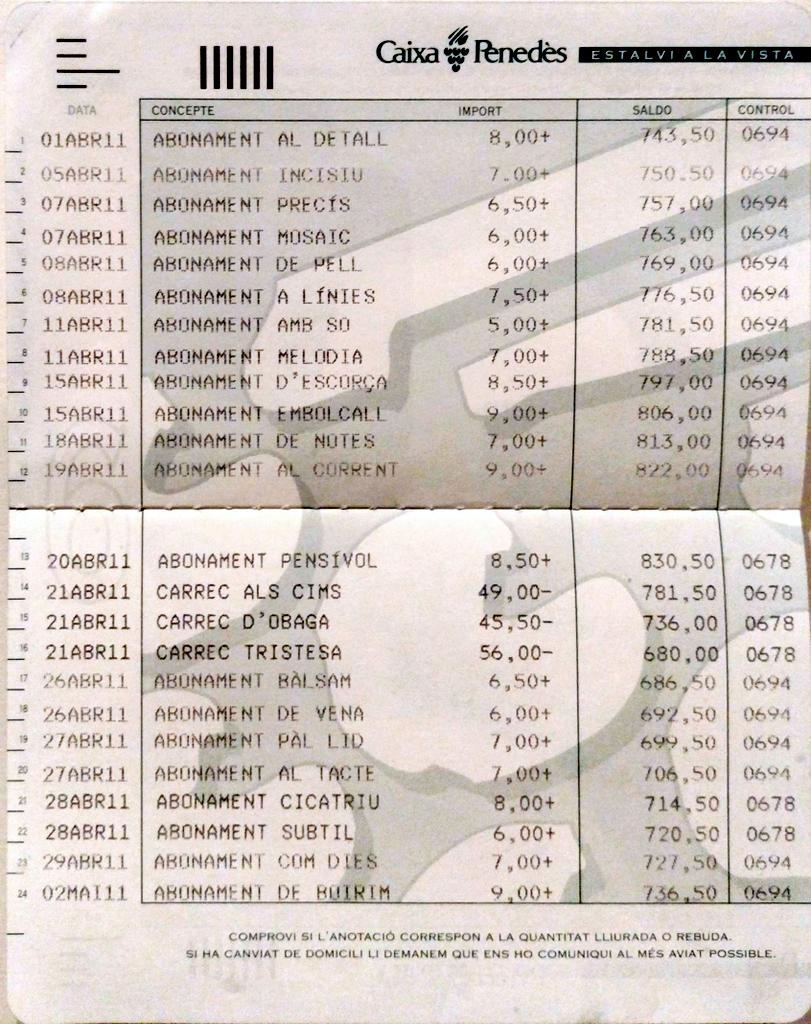 Caixa Penedès ESTALVI A LA VISTA
DATA CONCEPTE IMPORT SALDO CONTROL
1 01ABR11 ABONAMENT AL DETALL 8,00+ 743,50 0694
2 05ABR11 ABONAMENT INCISIU 7.00+ 750.50 0694
3 07ABR11 ABONAMENT PRECÍS 6,50+ 757,00 0694
4 07ABR11 ABONAMENT MOSAIC 6,00+ 763,00 0694
5 08ABR11 ABONAMENT DE PELL 6,00+ 769,00 0694
6 08ABR11 ABONAMENT A LÍNIES 7,50+ 776,50 0694
7 11ABR11 ABONAMENT AMB SO 5,00+ 781,50 0694
8 11ABR11 ABONAMENT MELODIA 7,00+ 788,50 0694
9 15ABR11 ABONAMENT D'ESCORÇA 8,50+ 797,00 0694
10 15ABR11 ABONAMENT EMBOLCALL 9,00+ 806,00 0694
11 18ABR11 ABONAMENT DE NOTES 7,00+ 813,00 0694
12 19ABR11 ABONAMENT AL CORRENT 9,00+ 822,00 0694
13 20ABR11 ABONAMENT PENSÍVOL 8,50+ 830,50 0678
14 21ABR11 CARREC ALS CIMS 49,00- 781,50 0678
15 21ABR11 CARREC D'OBAGA 45,50- 736,00 0678
16 21ABR11 CARREC TRISTESA 56,00- 680,00 0678
17 26ABR11 ABONAMENT BÀLSAM 6,50+ 686,50 0694
18 26ABR11 ABONAMENT DE VENA 6,00+ 692,50 0694
19 27ABR11 ABONAMENT PÀL LID 7,00+ 699,50 0694
20 27ABR11 ABONAMENT AL TACTE 7,00+ 706,50 0694
21 28ABR11 ABONAMENT CICATRIU 8,00+ 714,50 0678
22 28ABR11 ABONAMENT SUBTIL 6,00+ 720,50 0678
23 29ABR11 ABONAMENT COM DIES 7,00+ 727,50 0694
24 02MAI11 ABONAMENT DE BUIRIM 9,00+ 736,50 0694
COMPROVI SI L'ANOTACIÓ CORRESPON A LA QUANTITAT LLIURADA O REBUDA.
SI HA CANVIAT DE DOMICILI LI DEMANEM QUE ENS HO COMUNIQUI AL MÉS AVIAT POSSIBLE.